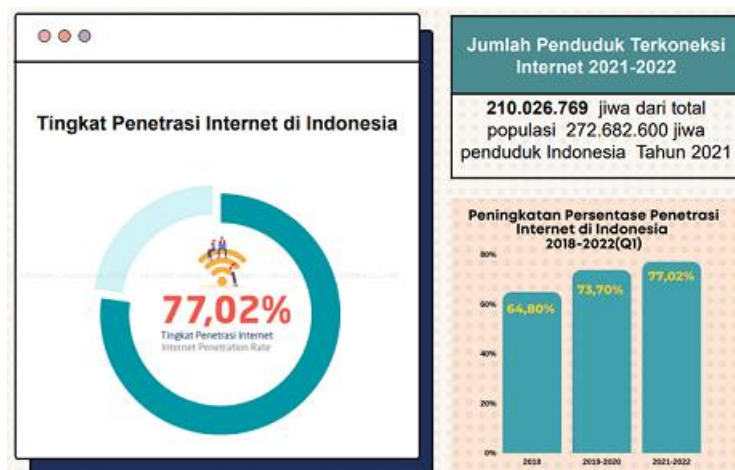 Tingkat Penetrasi Internet di Indonesia
77,02%
Tingkat Penetrasi Internet
Internet Penetration Rate
Jumlah Penduduk Terkoneksi
Internet 2021-2022
210.026.769 jiwa dari total
populasi 272.682.600 jiwa
penduduk Indonesia Tahun 2021
Peningkatan Persentase Penetrasi
Internet di Indonesia
2018-2022(Q1)
80%
60%
40%
20%
0%
64,80%
73,70%
77,02%
2018
2019-2020
2021-2022